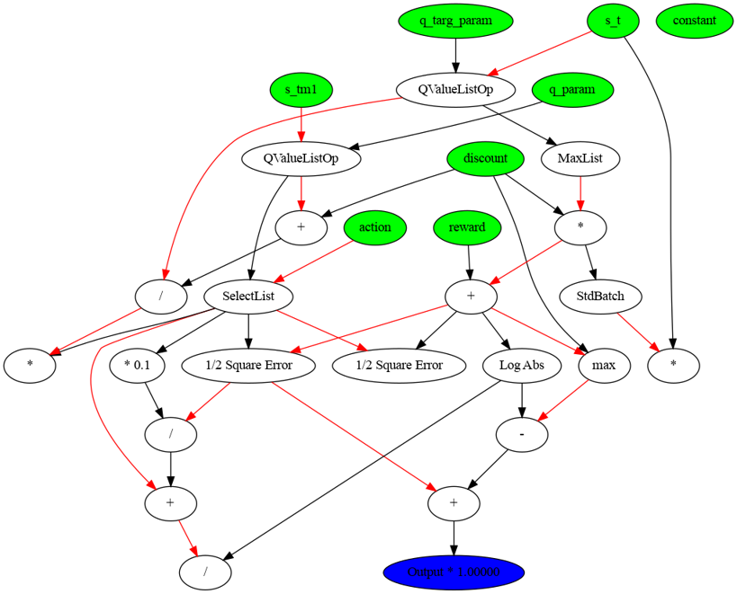 q_targ_param
s_t
constant
s_tm1
QValueListOp
q_param
QValueListOp
discount
MaxList
+
action
reward
*
/
SelectList
+
StdBatch
*
* 0.1
1/2 Square Error
1/2 Square Error
Log Abs
max
*
/
-
+
+
/
Output * 1.00000